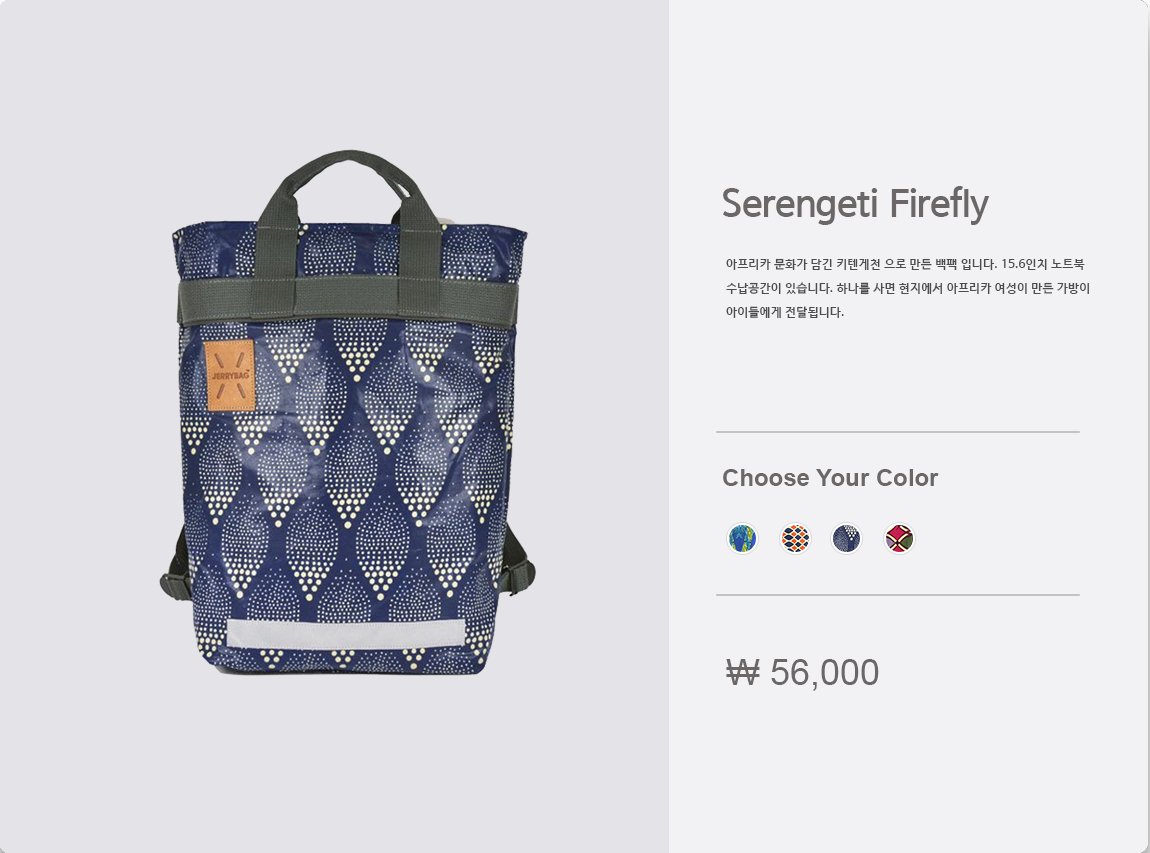 JERRYBAG
Serengeti Firefly
아프리카 문화가 담긴 키텐게천 으로 만든 백팩 입니다. 15.6인치 노트북
수납공간이 있습니다. 하나를 사면 현지에서 아프리카 여성이 만든 가방이
아이들에게 전달됩니다.
Choose Your Color
₩ 56,000